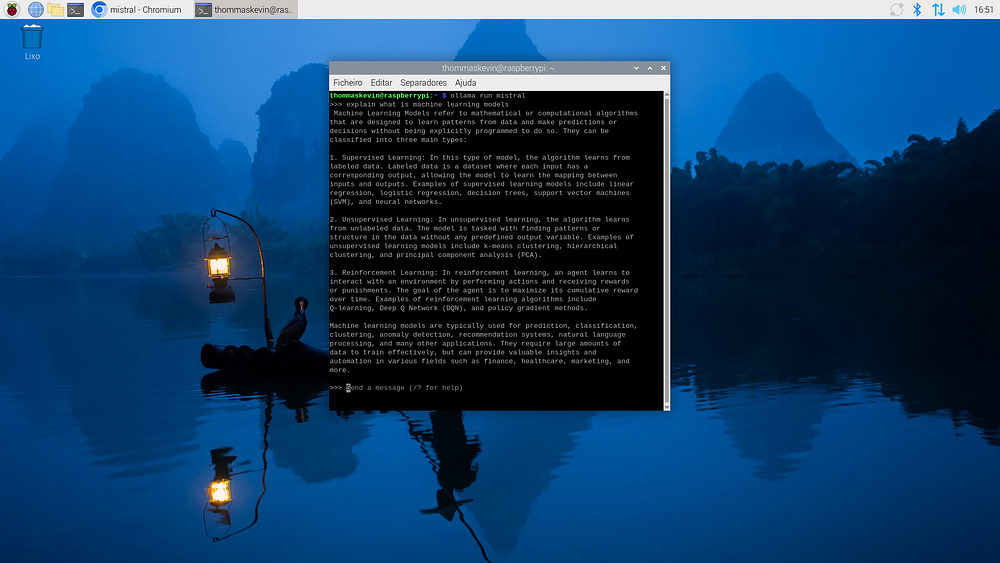 mistral - Chromium
thommaskevin@ras..
16:51
Lixo
thommaskevin@raspberrypi: ~
Ficheiro Editar Separadores Ajuda
thommaskevin@raspberrypi:~ $ ollama run mistral
>>> explain what is machine learning models
Machine Learning Models refer to mathematical or computational algorithms
that are designed to learn patterns from data and make predictions or
decisions without being explicitly programmed to do so. They can be
classified into three main types:
1. Supervised Learning: In this type of model, the algorithm learns from
labeled data. Labeled data is a dataset where each input has a
corresponding output, allowing the model to learn the mapping between
inputs and outputs. Examples of supervised learning models include linear
regression, logistic regression, decision trees, support vector machines
(SVM), and neural networks.
2. Unsupervised Learning: In unsupervised learning, the algorithm learns
from unlabeled data. The model is tasked with finding patterns or
structure in the data without any predefined output variable. Examples of
unsupervised learning models include k-means clustering, hierarchical
clustering, and principal component analysis (PCA).
3. Reinforcement Learning: In reinforcement learning, an agent learns to
interact with an environment by performing actions and receiving rewards
or punishments. The goal of the agent is to maximize its cumulative reward
over time. Examples of reinforcement learning algorithms include
Q-learning, Deep Q Network (DQN), and policy gradient methods.
Machine learning models are typically used for prediction, classification,
clustering, anomaly detection, recommendation systems, natural language
processing, and many other applications. They require large amounts of
data to train effectively, but can provide valuable insights and
automation in various fields such as finance, healthcare, marketing, and
more.
>>> Send a message (/? for help)